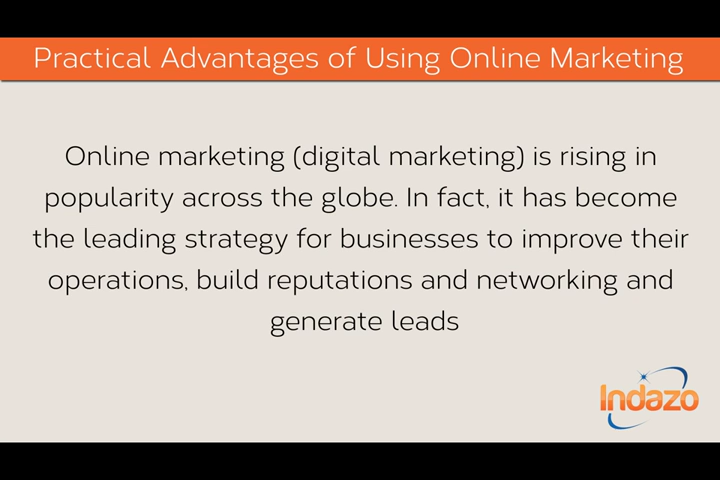 Practical Advantages of Using Online Marketing
Online marketing (digital marketing) is rising in
popularity across the globe. In fact, it has become
the leading strategy for businesses to improve their
operations, build reputations and networking and
generate leads
Indazo